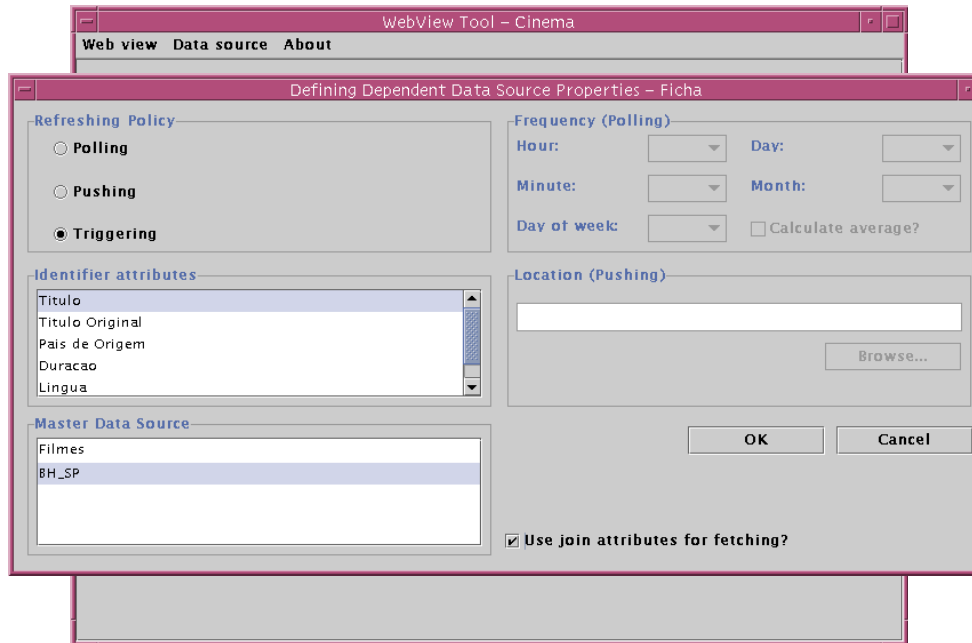 WebView Tool – Cinema
Web view Data source About
Defining Dependent Data Source Properties – Ficha
Refreshing Policy
Polling
Pushing
Triggering
Frequency (Polling)
Hour: Day:
Minute: Month:
Day of week: Calculate average?
Identifier attributes
Titulo
Titulo Original
Pais de Origem
Duracao
Lingua
Location (Pushing)
Browse...
Master Data Source
Filmes
BH_SP
OK Cancel
Use join attributes for fetching?